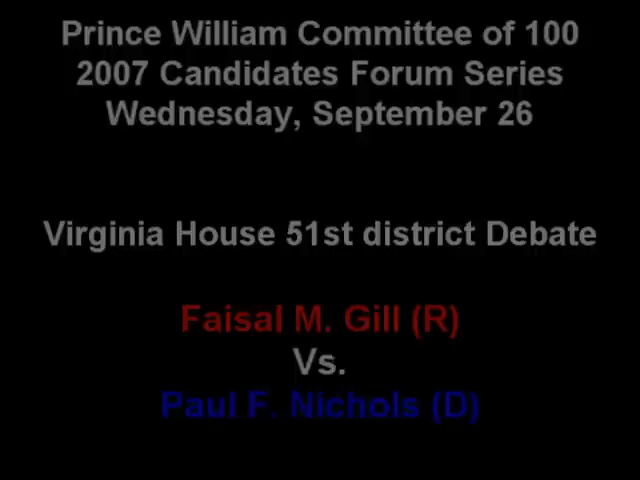 Prince William Committee of 100
2007 Candidates Forum Series
Wednesday, September 26
Virginia House 51st district Debate
Faisal M. Gill (R)
Vs.
Paul F. Nichols (D)